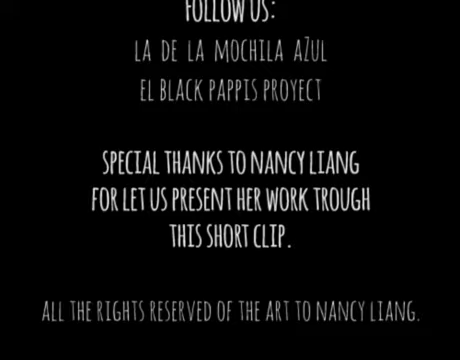 FOLLOW US:
LA DE LA MOCHILA AZUL
EL BLACK PAPPIS PROYECT
SPECIAL THANKS TO NANCY LIANG
FOR LET US PRESENT HER WORK TROUGH
THIS SHORT CLIP.
ALL THE RIGHTS RESERVED OF THE ART TO NANCY LIANG.